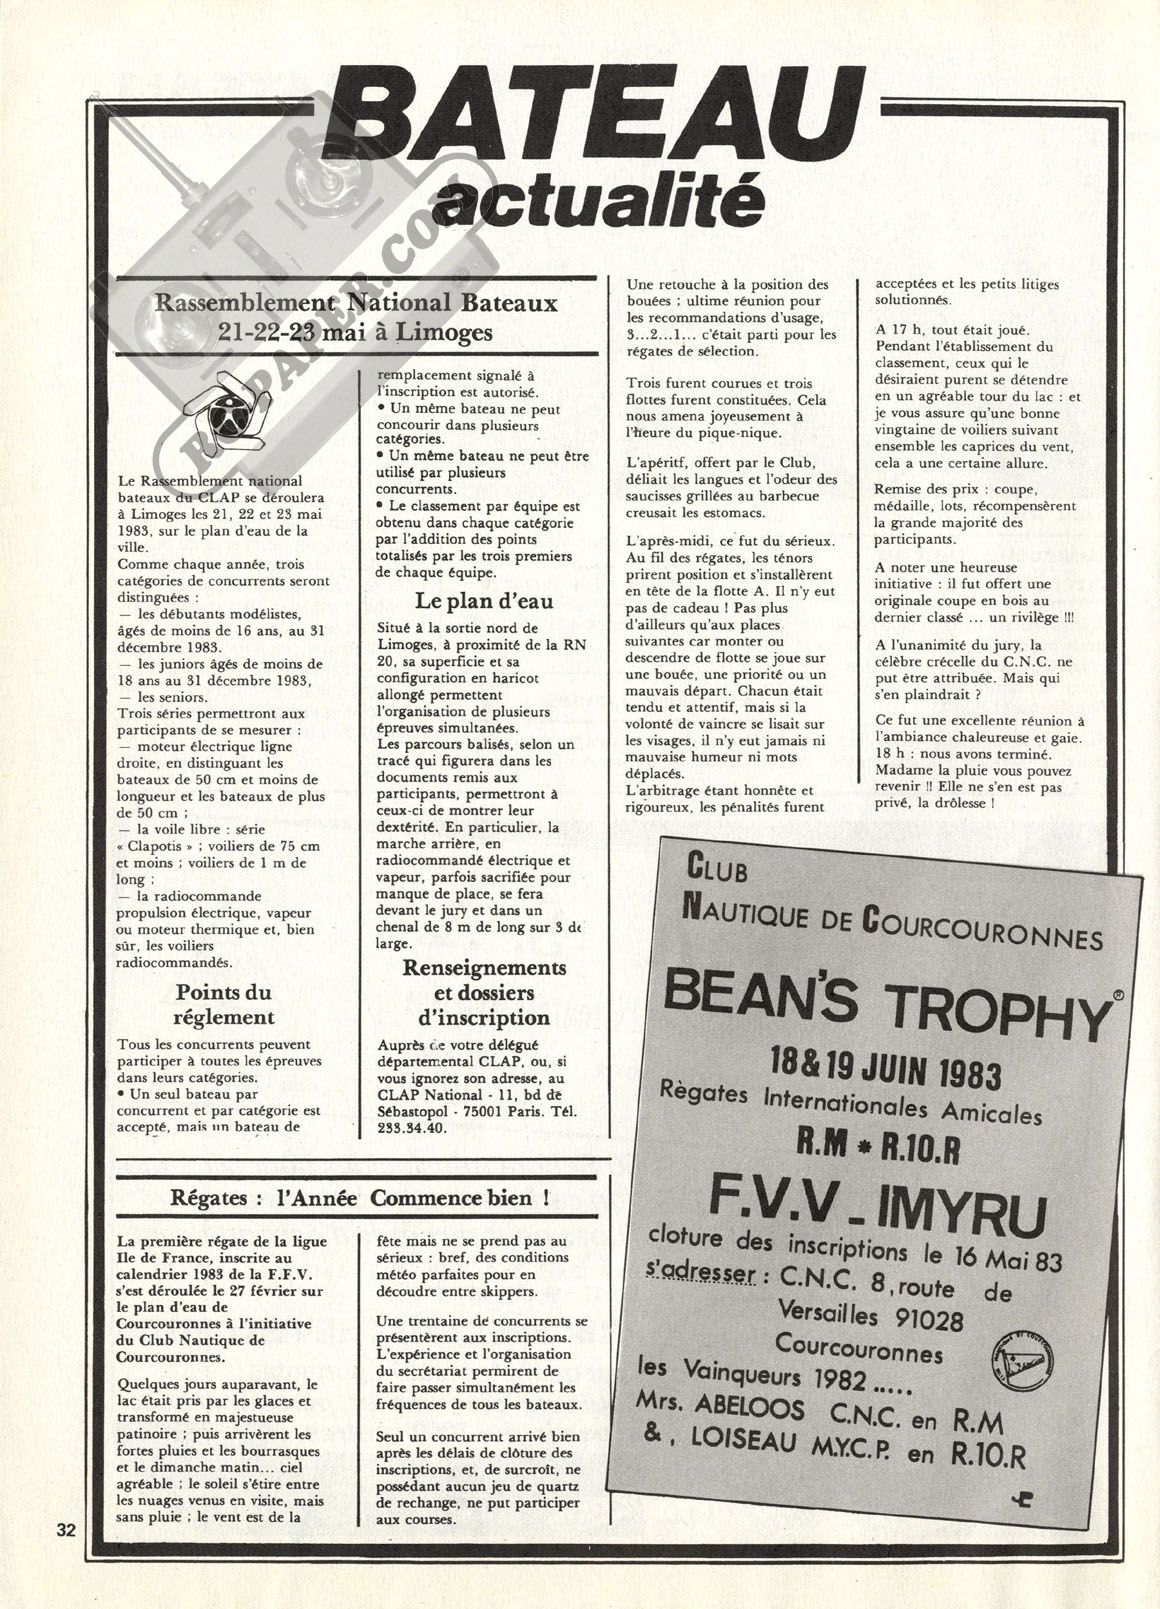 BATEAU
actualité
RCPAPER.COM
Rassemblement National Bateaux
21-22-23 mai à Limoges
Le Rassemblement national
bateaux du CLAP se déroulera
à Limoges les 21, 22 et 23 mai
1983, sur le plan d'eau de la
ville.
Comme chaque année, trois
catégories de concurrents seront
distinguées :
— les débutants modélistes,
âgés de moins de 16 ans, au 31
décembre 1983.
— les juniors âgés de moins de
18 ans au 31 décembre 1983,
— les seniors.
Trois séries permettront aux
participants de se mesurer :
— moteur électrique ligne
droite, en distinguant les
bateaux de 50 cm et moins de
longueur et les bateaux de plus
de 50 cm ;
— la voile libre : série
« Clapotis » ; voiliers de 75 cm
et moins ; voiliers de 1 m de
long ;
— la radiocommande
propulsion électrique, vapeur
ou moteur thermique et, bien
sûr, les voiliers
radiocommandés.
Points du
réglement
Tous les concurrents peuvent
participer à toutes les épreuves
dans leurs catégories.
• Un seul bateau par
concurrent et par catégorie est
accepté, mais un bateau de
remplacement signalé à
l'inscription est autorisé.
• Un même bateau ne peut
concourir dans plusieurs
catégories.
• Un même bateau ne peut être
utilisé par plusieurs
concurrents.
• Le classement par équipe est
obtenu dans chaque catégorie
par l'addition des points
totalisés par les trois premiers
de chaque équipe.
Le plan d'eau
Situé à la sortie nord de
Limoges, à proximité de la RN
20, sa superficie et sa
configuration en haricot
allongé permettent
l'organisation de plusieurs
épreuves simultanées.
Les parcours balisés, selon un
tracé qui figurera dans les
documents remis aux
participants, permettront à
ceux-ci de montrer leur
dextérité. En particulier, la
marche arrière, en
radiocommandé électrique et
vapeur, parfois sacrifiée pour
manque de place, se fera
devant le jury et dans un
chenal de 8 m de long sur 3 de
large.
Renseignements
et dossiers
d'inscription
Auprès de votre délégué
départemental CLAP, ou, si
vous ignorez son adresse, au
CLAP National - 11, bd de
Sébastopol - 75001 Paris. Tél.
233.34.40.
Régates : l'Année Commence bien !
La première régate de la ligue
Ile de France, inscrite au
calendrier 1983 de la F.F.V.
s'est déroulée le 27 février sur
le plan d'eau de
Courcouronnes à l'initiative
du Club Nautique de
Courcouronnes.
Quelques jours auparavant, le
lac était pris par les glaces et
transformé en majestueuse
patinoire ; puis arrivèrent les
fortes pluies et les bourrasques
et le dimanche matin... ciel
agréable ; le soleil s'étire entre
les nuages venus en visite, mais
sans pluie ; le vent est de la
fête mais ne se prend pas au
sérieux : bref, des conditions
météo parfaites pour en
découdre entre skippers.
Une trentaine de concurrents se
présentèrent aux inscriptions.
L'expérience et l'organisation
du secrétariat permirent de
faire passer simultanément les
fréquences de tous les bateaux.
Seul un concurrent arrivé bien
après les délais de clôture des
inscriptions, et, de surcroît, ne
possédant aucun jeu de quartz
de rechange, ne put participer
aux courses.
Une retouche à la position des
bouées ; ultime réunion pour
les recommandations d'usage,
3...2...1... c'était parti pour les
régates de sélection.
Trois furent courues et trois
flottes furent constituées. Cela
nous amena joyeusement à
l'heure du pique-nique.
L'apéritif, offert par le Club,
déliait les langues et l'odeur des
saucisses grillées au barbecue
creusait les estomacs.
L'après-midi, ce fut du sérieux.
Au fil des régates, les ténors
prirent position et s'installèrent
en tête de la flotte A. Il n'y eut
pas de cadeau ! Pas plus
d'ailleurs qu'aux places
suivantes car monter ou
descendre de flotte se joue sur
une bouée, une priorité ou un
mauvais départ. Chacun était
tendu et attentif, mais si la
volonté de vaincre se lisait sur
les visages, il n'y eut jamais ni
mauvaise humeur ni mots
déplacés.
L'arbitrage étant honnête et
rigoureux, les pénalités furent
acceptées et les petits litiges
solutionnés.
A 17 h, tout était joué.
Pendant l'établissement du
classement, ceux qui le
désiraient purent se détendre
en un agréable tour du lac : et
je vous assure qu'une bonne
vingtaine de voiliers suivant
ensemble les caprices du vent,
cela a une certaine allure.
Remise des prix : coupe,
médaille, lots, récompensèrent
la grande majorité des
participants.
A noter une heureuse
initiative : il fut offert une
originale coupe en bois au
dernier classé ... un rivilège !!!
A l'unanimité du jury, la
célèbre crécelle du C.N.C. ne
put être attribuée. Mais qui
s'en plaindrait ?
Ce fut une excellente réunion à
l'ambiance chaleureuse et gaie.
18 h : nous avons terminé.
Madame la pluie vous pouvez
revenir !! Elle ne s'en est pas
privé, la drôlesse !
CLUB
NAUTIQUE DE COURCOURONNES
BEAN'S TROPHY®
18 & 19 JUIN 1983
Règates Internationales Amicales
R.M * R.10.R
F.V.V - IMYRU
cloture des inscriptions le 16 Mai 83
s'adresser : C.N.C. 8, route de
Versailles 91028
Courcouronnes
les Vainqueurs 1982 .....
Mrs. ABELOOS C.N.C. en R.M
&, LOISEAU M.Y.C.P. en R.10.R
32